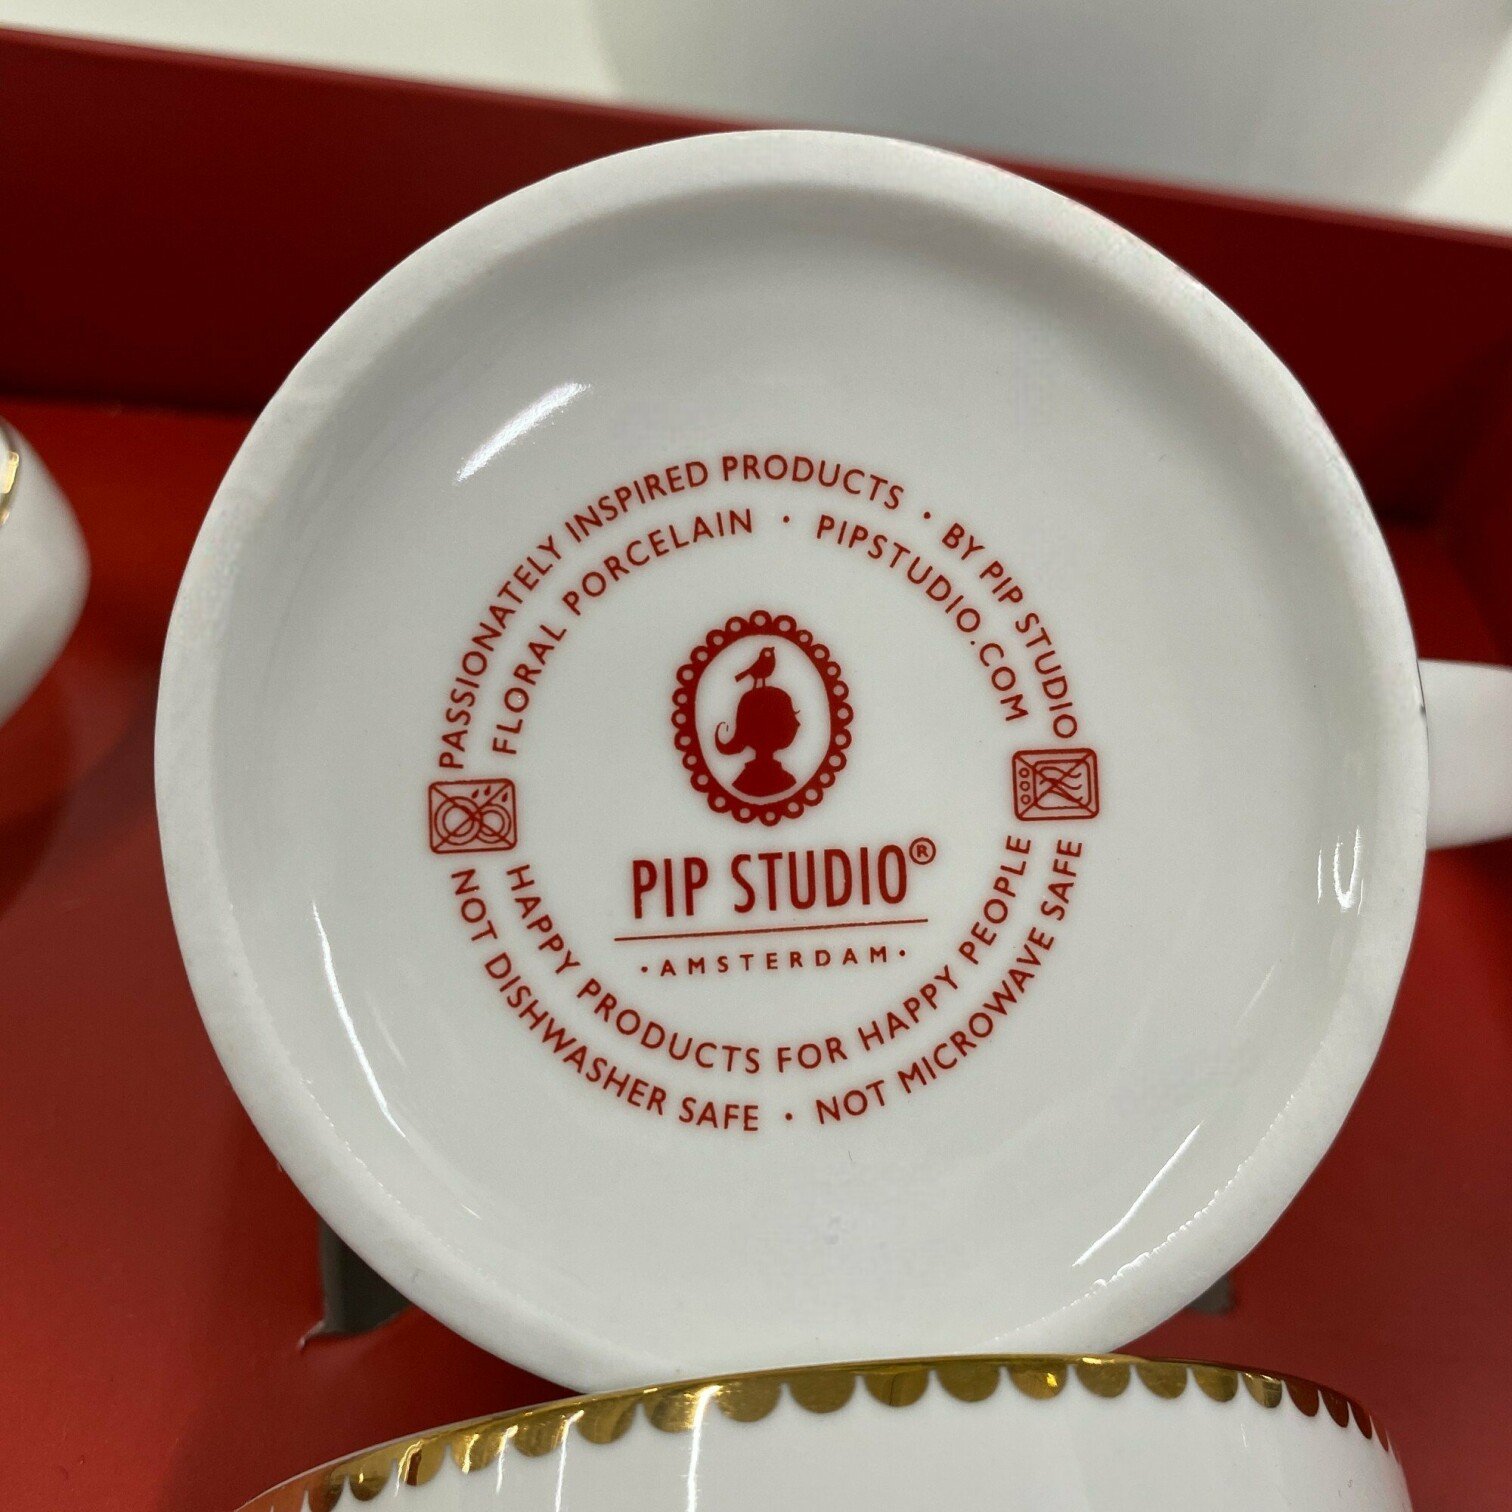 PASSIONATELY INSPIRED PRODUCTS · BY PIP STUDIO
FLORAL PORCELAIN · PIPSTUDIO.COM
PIP STUDIO®
·AMSTERDAM·
HAPPY PRODUCTS FOR HAPPY PEOPLE
NOT DISHWASHER SAFE · NOT MICROWAVE SAFE